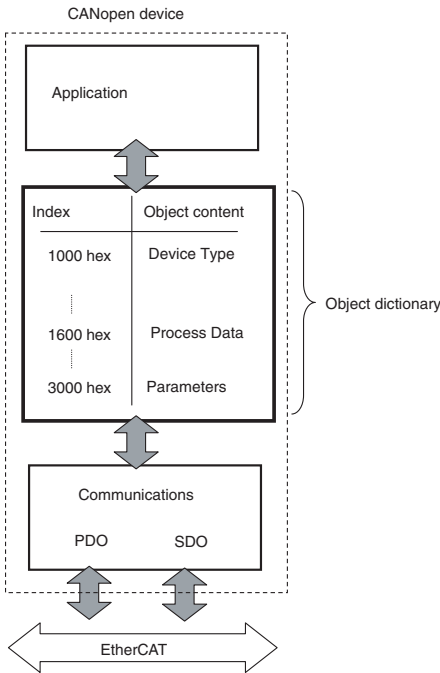 CANopen device
Application
Index Object content
1000 hex Device Type
1600 hex Process Data
3000 hex Parameters
Object dictionary
Communications
PDO SDO
EtherCAT